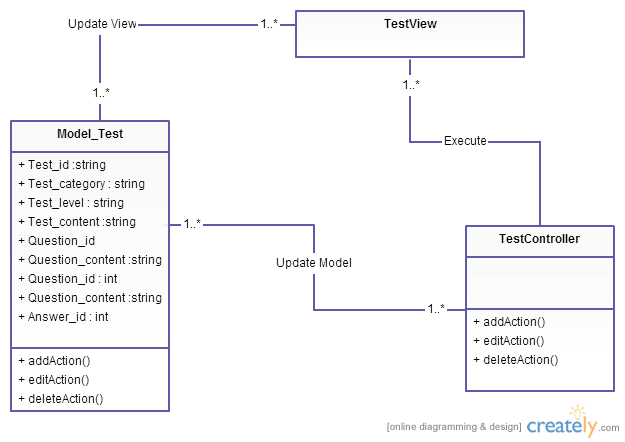 Update View
1..*
TestView
1..*
1..*
Execute
Model_Test
+ Test_id :string
+ Test_category : string
+ Test_level : string
+ Test_content :string
+ Question_id
+ Question_content :string
+ Question_id : int
+ Question_content :string
+ Answer_id : int
+ addAction()
+ editAction()
+ deleteAction()
1..*
Update Model
1..*
TestController
+ addAction()
+ editAction()
+ deleteAction()
[online diagramming & design] creately.com